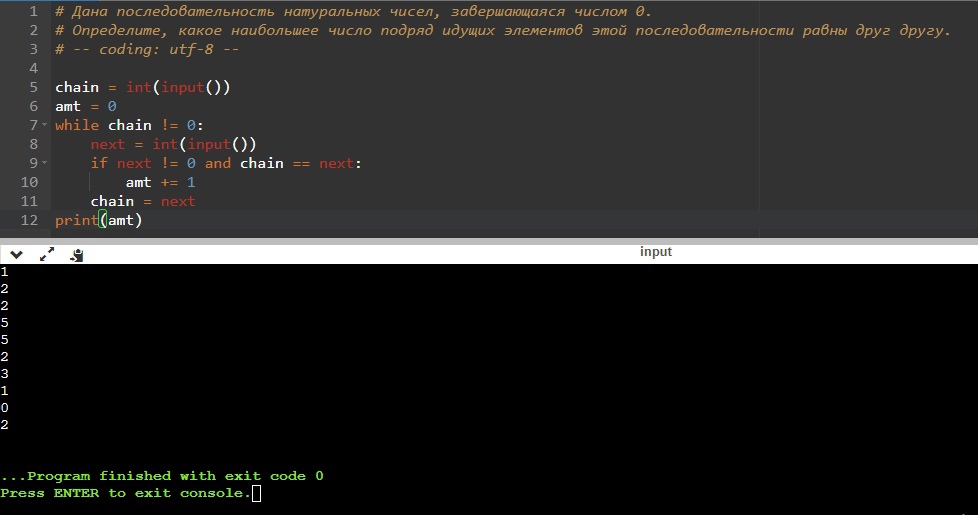 1 # Дана последовательность натуральных чисел, завершающаяся числом 0.
2 # Определите, какое наибольшее число подряд идущих элементов этой последовательности равны друг другу.
3 # -- coding: utf-8 --
4
5 chain = int(input())
6 amt = 0
7 while chain != 0:
8     next = int(input())
9     if next != 0 and chain == next:
10         amt += 1
11     chain = next
12 print(amt)
input
1
2
2
5
5
2
3
1
0
2
...Program finished with exit code 0
Press ENTER to exit console.